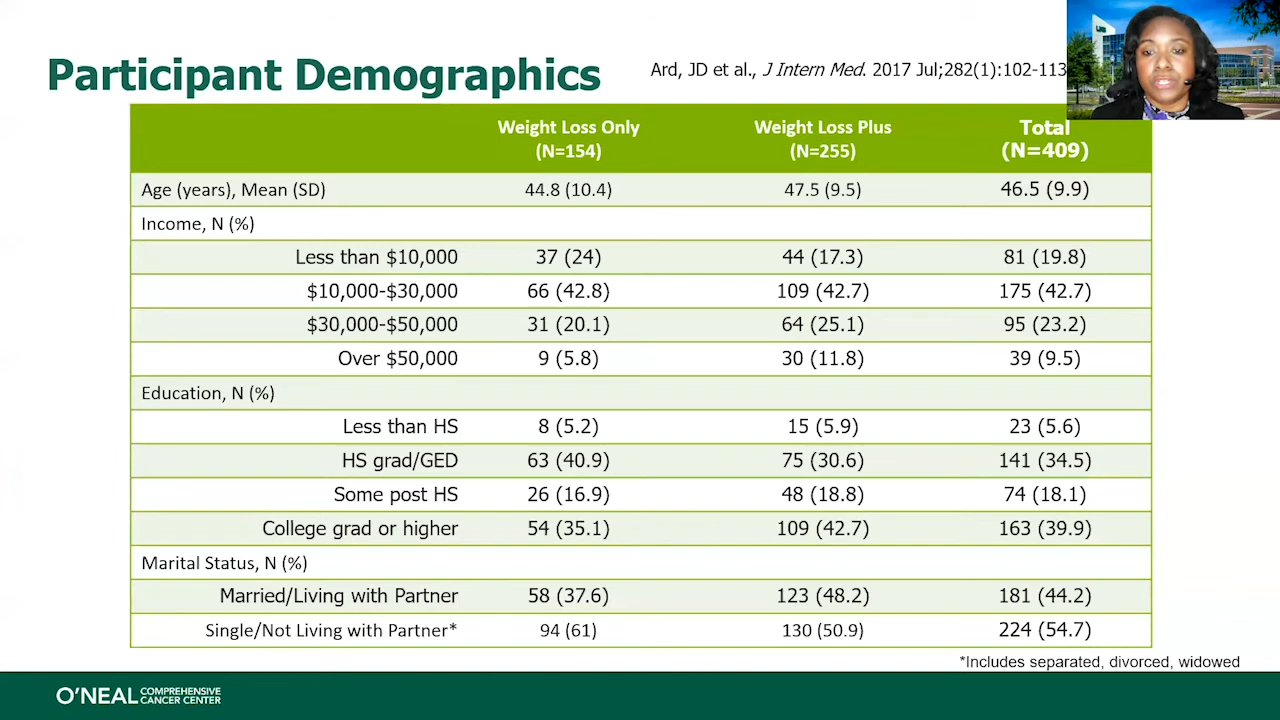 Participant Demographics
Ard, JD et al., J Intern Med. 2017 Jul;282(1):102-113
Weight Loss Only (N=154) Weight Loss Plus (N=255) Total (N=409)
Age (years), Mean (SD) 44.8 (10.4) 47.5 (9.5) 46.5 (9.9)
Income, N (%)
Less than $10,000 37 (24) 44 (17.3) 81 (19.8)
$10,000-$30,000 66 (42.8) 109 (42.7) 175 (42.7)
$30,000-$50,000 31 (20.1) 64 (25.1) 95 (23.2)
Over $50,000 9 (5.8) 30 (11.8) 39 (9.5)
Education, N (%)
Less than HS 8 (5.2) 15 (5.9) 23 (5.6)
HS grad/GED 63 (40.9) 75 (30.6) 141 (34.5)
Some post HS 26 (16.9) 48 (18.8) 74 (18.1)
College grad or higher 54 (35.1) 109 (42.7) 163 (39.9)
Marital Status, N (%)
Married/Living with Partner 58 (37.6) 123 (48.2) 181 (44.2)
Single/Not Living with Partner* 94 (61) 130 (50.9) 224 (54.7)
*Includes separated, divorced, widowed
O'NEAL COMPREHENSIVE CANCER CENTER